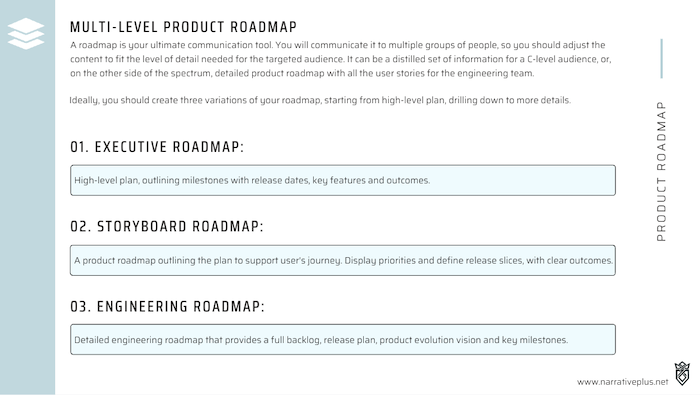 MULTI-LEVEL PRODUCT ROADMAP
A roadmap is your ultimate communication tool. You will communicate it to multiple groups of people, so you should adjust the
content to fit the level of detail needed for the targeted audience. It can be a distilled set of information for a C-level audience, or,
on the other side of the spectrum, detailed product roadmap with all the user stories for the engineering team.
Ideally, you should create three variations of your roadmap, starting from high-level plan, drilling down to more details.
01. EXECUTIVE ROADMAP:
High-level plan, outlining milestones with release dates, key features and outcomes.
02. STORYBOARD ROADMAP:
A product roadmap outlining the plan to support user's journey. Display priorities and define release slices, with clear outcomes.
03. ENGINEERING ROADMAP:
Detailed engineering roadmap that provides a full backlog, release plan, product evolution vision and key milestones.
PRODUCT ROADMAP
www.narrativeplus.net